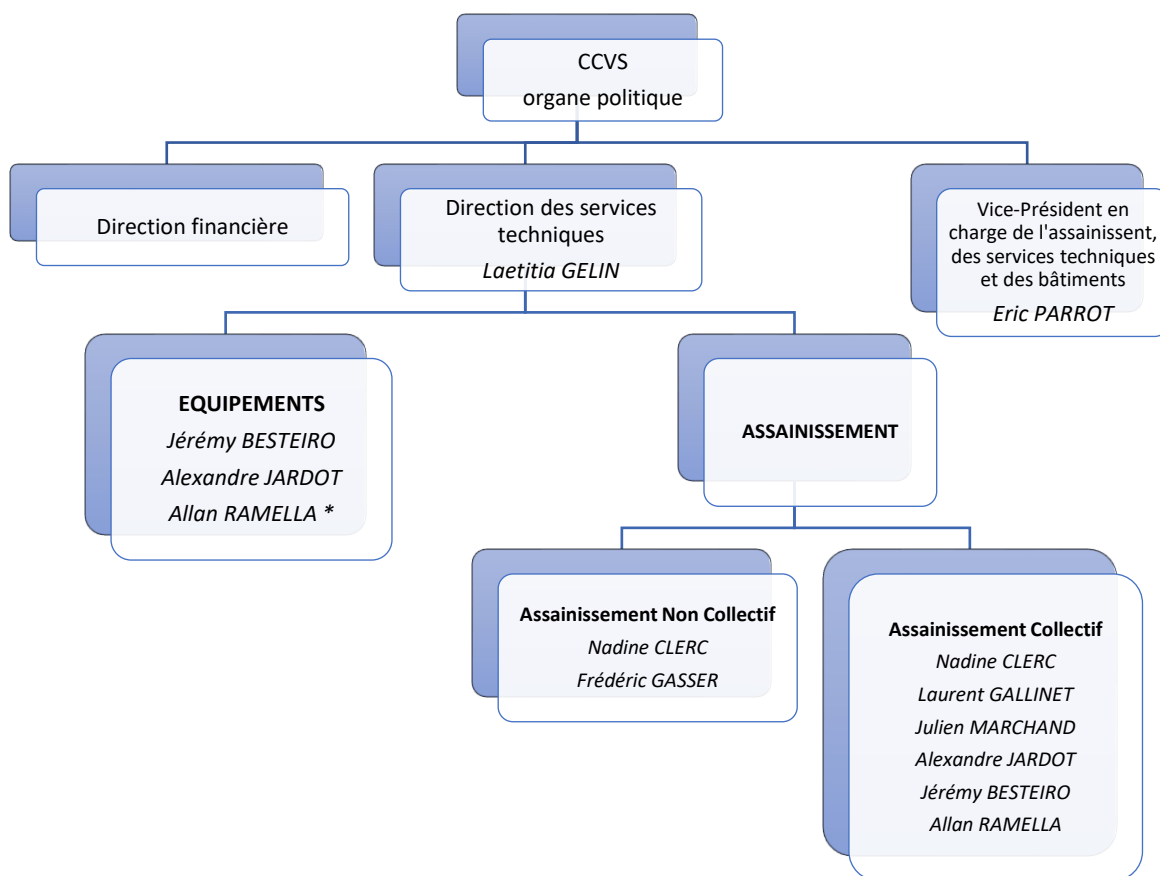 CCVS
organe politique
Direction financière
Direction des services
techniques
Laetitia GELIN
Vice-Président en
charge de l'assainissent,
des services techniques
et des bâtiments
Eric PARROT
EQUIPEMENTS
Jérémy BESTEIRO
Alexandre JARDOT
Allan RAMELLA *
ASSAINISSEMENT
Assainissement Non Collectif
Nadine CLERC
Frédéric GASSER
Assainissement Collectif
Nadine CLERC
Laurent GALLINET
Julien MARCHAND
Alexandre JARDOT
Jérémy BESTEIRO
Allan RAMELLA